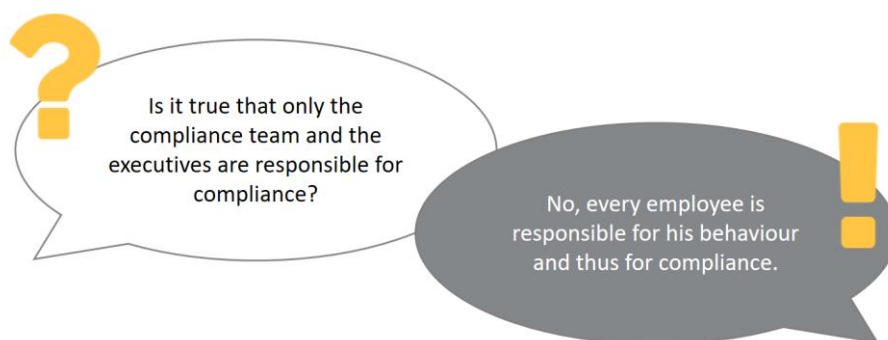 Is it true that only the
compliance team and the
executives are responsible for
compliance?
No, every employee is
responsible for his behaviour
and thus for compliance.